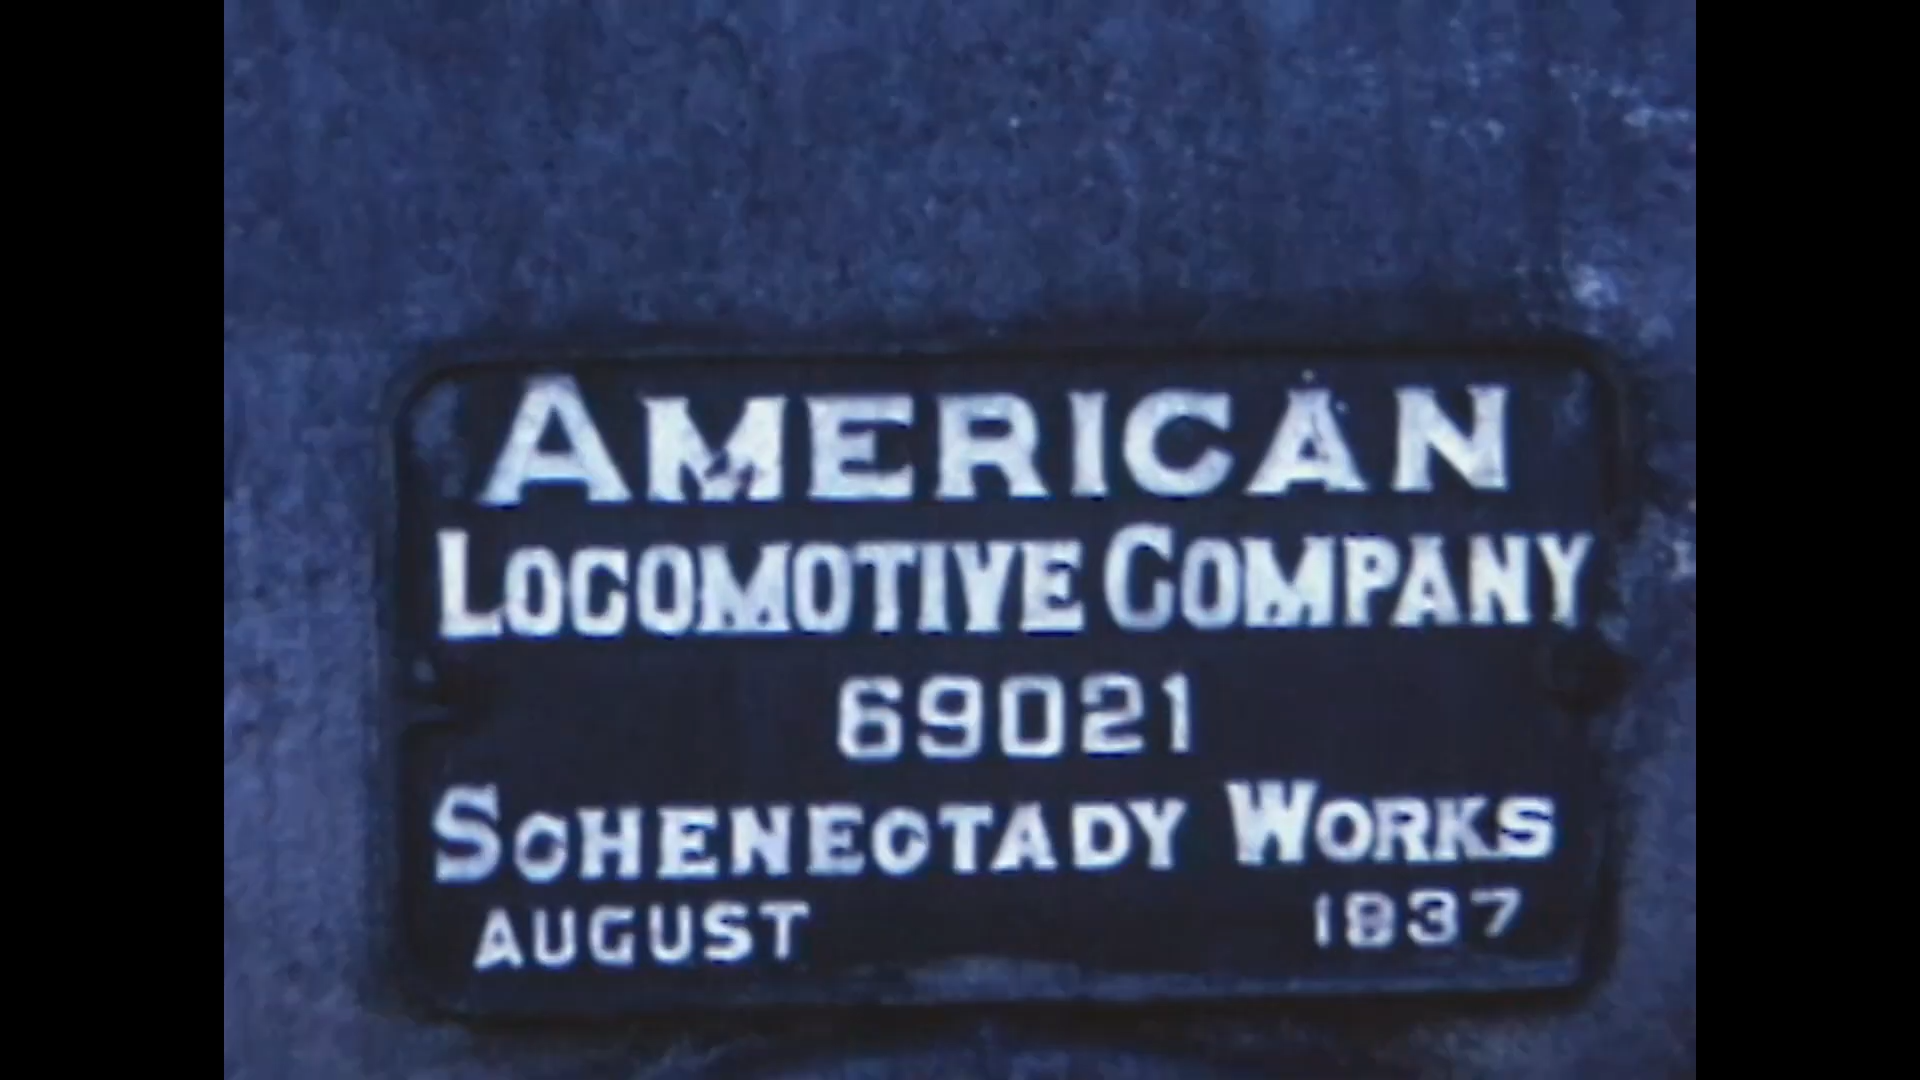 AMERICAN
LOCOMOTIVE COMPANY
69021
SCHENECTADY WORKS
AUGUST 1937